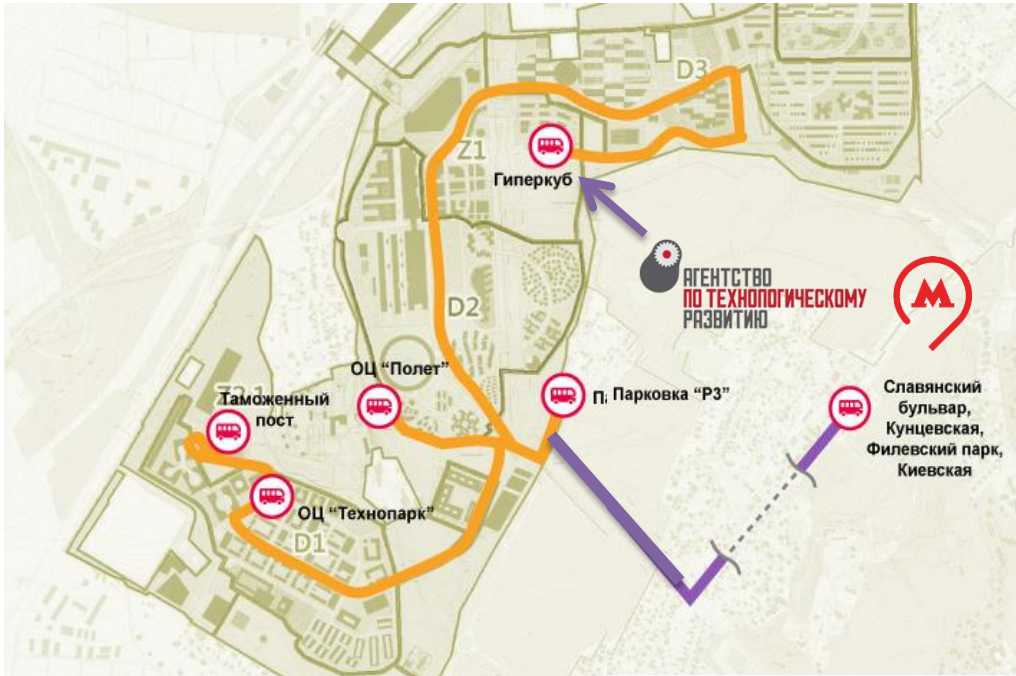 D3
Z1
Гиперкуб
АГЕНТСТВО
ПО ТЕХНОЛОГИЧЕСКОМУ
РАЗВИТИЮ
М
D2
ОЦ “Полет”
Парковка “Р3”
Славянский
бульвар,
Кунцевская,
Филевский парк,
Киевская
Таможенный
пост
ОЦ “Технопарк”
D1